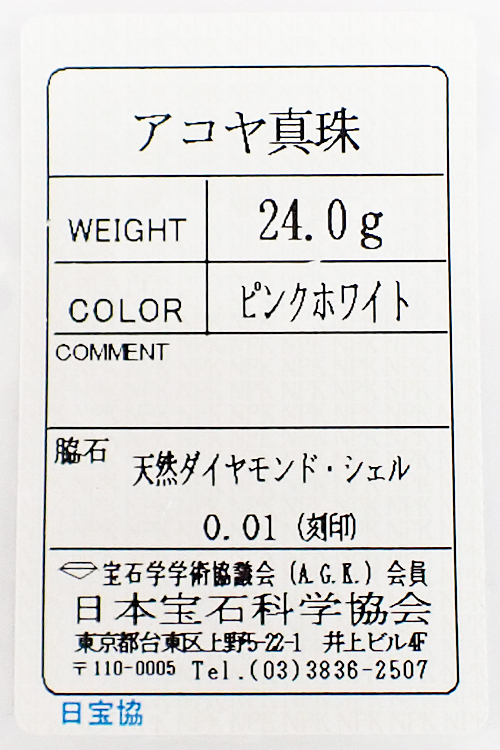 アコヤ真珠
WEIGHT 24.0g
COLOR ピンクホワイト
COMMENT
脇石 天然ダイヤモンド・シェル
0.01 (刻印)
宝石学学術協議会 (A.G.K.) 会員
日本宝石科学協会
東京都台東区上野5-22-1 井上ビル4F
〒110-0005 Tel.(03)3836-2507
日宝協